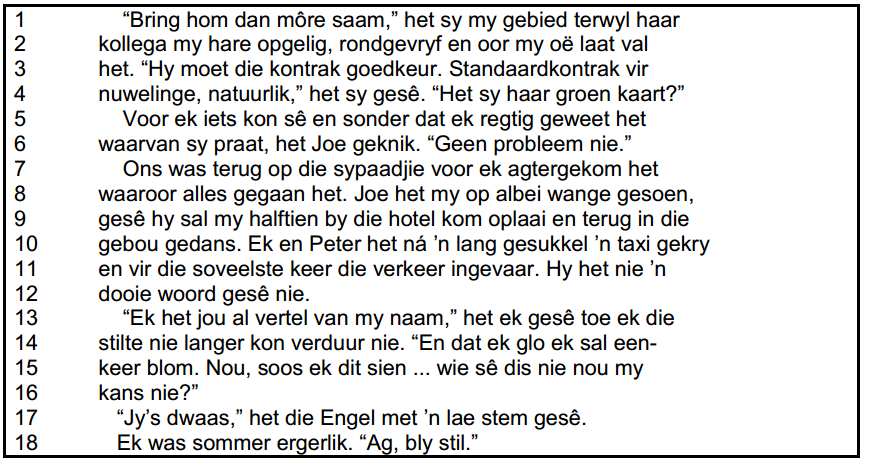 1 “Bring hom dan môre saam,” het sy my gebied terwyl haar
2 kollega my hare opgelig, rondgevryf en oor my oë laat val
3 het. “Hy moet die kontrak goedkeur. Standaardkontrak vir
4 nuwelinge, natuurlik,” het sy gesê. “Het sy haar groen kaart?”
5 Voor ek iets kon sê en sonder dat ek regtig geweet het
6 waarvan sy praat, het Joe geknik. “Geen probleem nie.”
7 Ons was terug op die sypaadjie voor ek agtergekom het
8 waaroor alles gegaan het. Joe het my op albei wange gesoen,
9 gesê hy sal my halftien by die hotel kom oplaai en terug in die
10 gebou gedans. Ek en Peter het ná ’n lang gesukkel ’n taxi gekry
11 en vir die soveelste keer die verkeer ingevaar. Hy het nie ’n
12 dooie woord gesê nie.
13 “Ek het jou al vertel van my naam,” het ek gesê toe ek die
14 stilte nie langer kon verduur nie. “En dat ek glo ek sal een-
15 keer blom. Nou, soos ek dit sien ... wie sê dis nie nou my
16 kans nie?”
17 “Jy’s dwaas,” het die Engel met ’n lae stem gesê.
18 Ek was sommer ergerlik. “Ag, bly stil.”